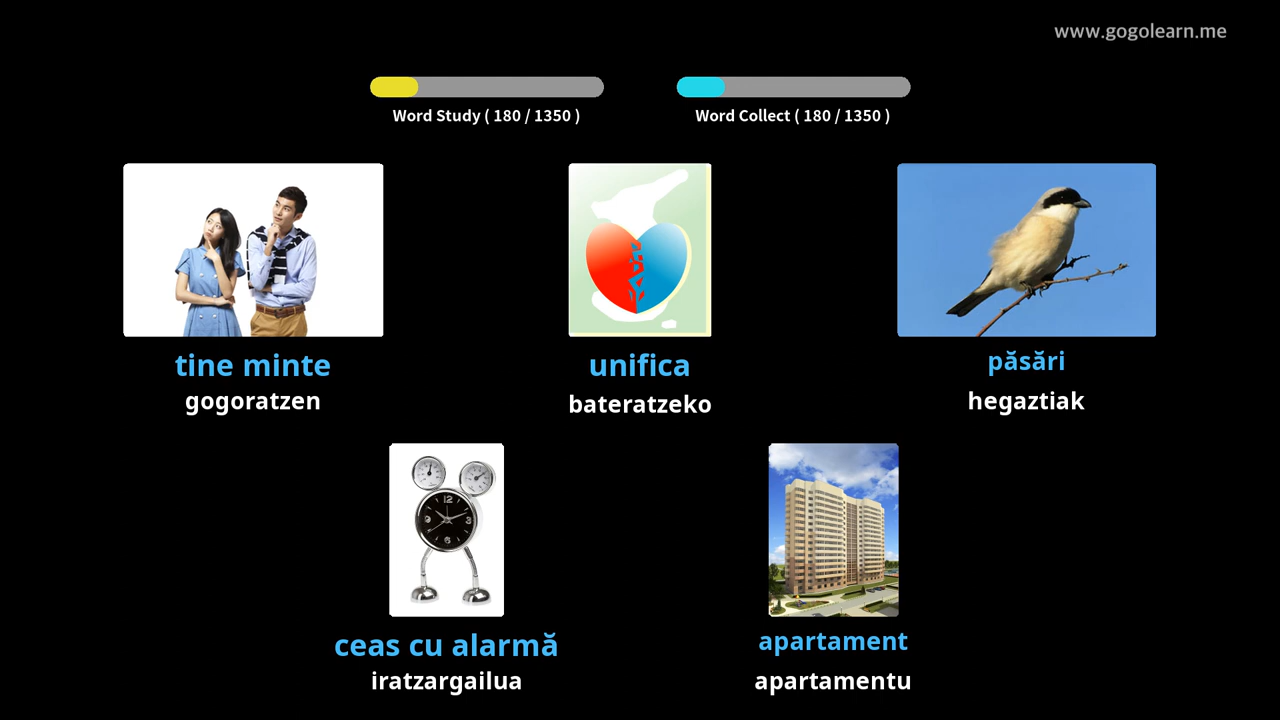 www.gogolearn.me
Word Study ( 180 / 1350 )
Word Collect ( 180 / 1350 )
tine minte
gogoratzen
unifica
bateratzeko
păsări
hegaztiak
ceas cu alarmă
iratzargailua
apartament
apartamentu